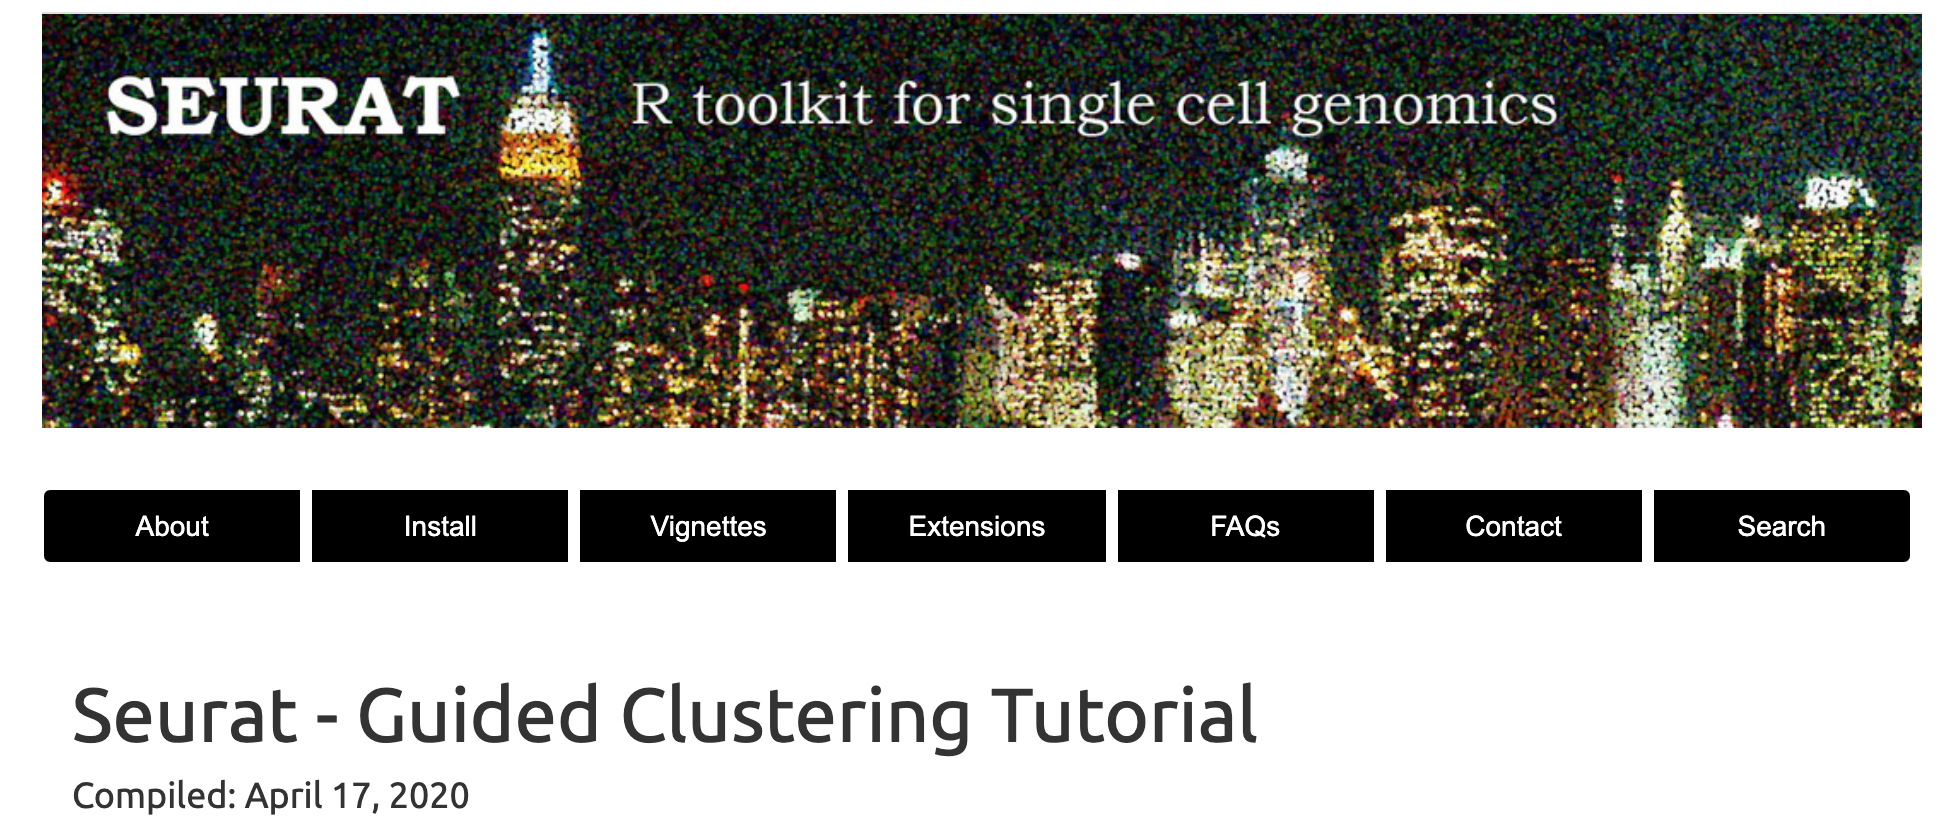 SEURAT R toolkit for single cell genomics
About Install Vignettes Extensions FAQs Contact Search
Seurat - Guided Clustering Tutorial
Compiled: April 17, 2020